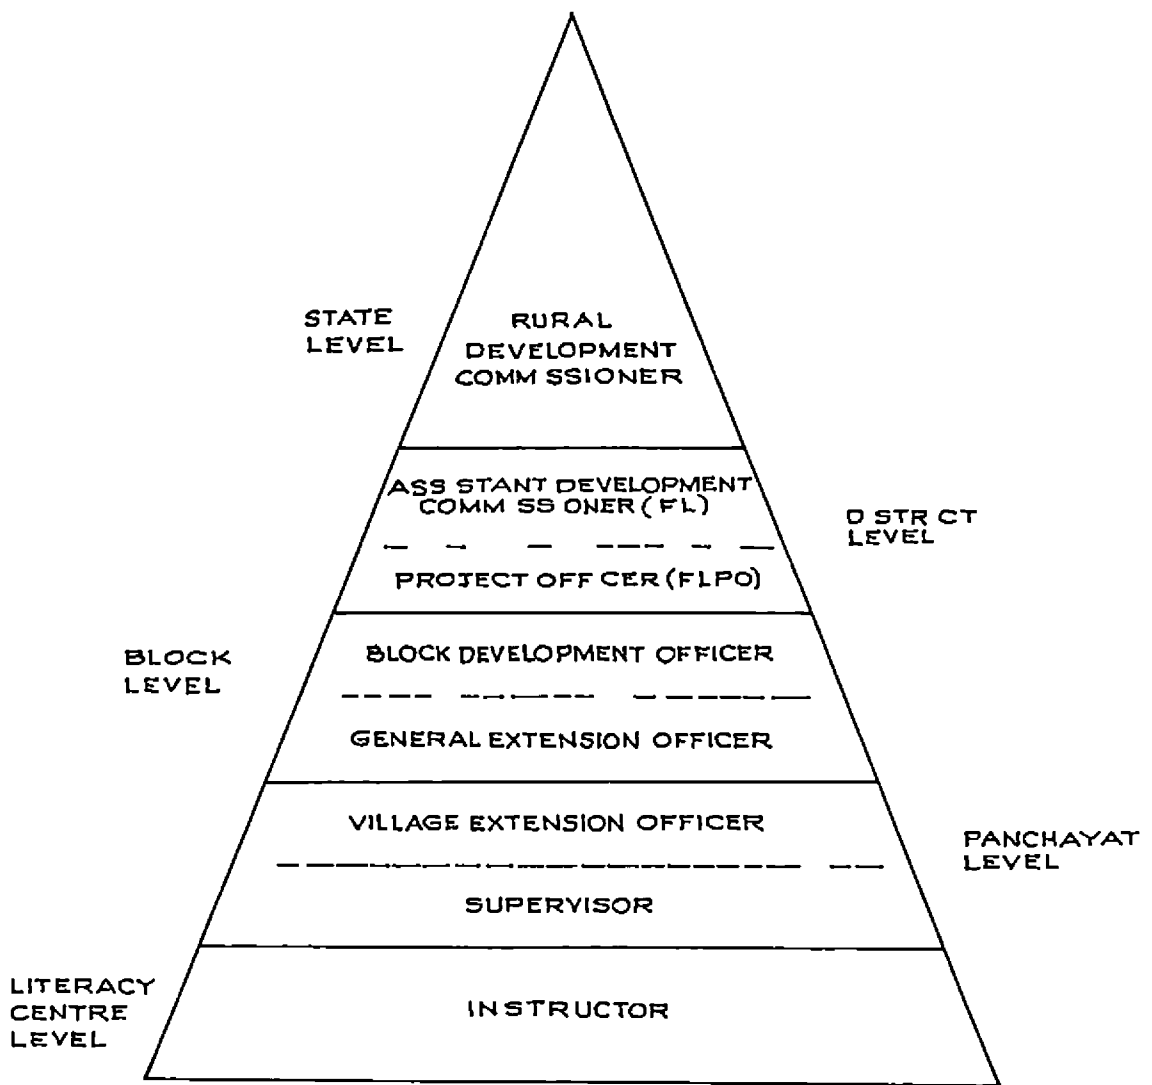 STATE
LEVEL
RURAL
DEVELOPMENT
COMM SSIONER
ASS STANT DEVELOPMENT
COMM SS ONER (FL)
D STR CT
LEVEL
PROJECT OFF CER (FLPO)
BLOCK
LEVEL
BLOCK DEVELOPMENT OFFICER
GENERAL EXTENSION OFFICER
VILLAGE EXTENSION OFFICER
PANCHAYAT
LEVEL
SUPERVISOR
LITERACY
CENTRE
LEVEL
INSTRUCTOR